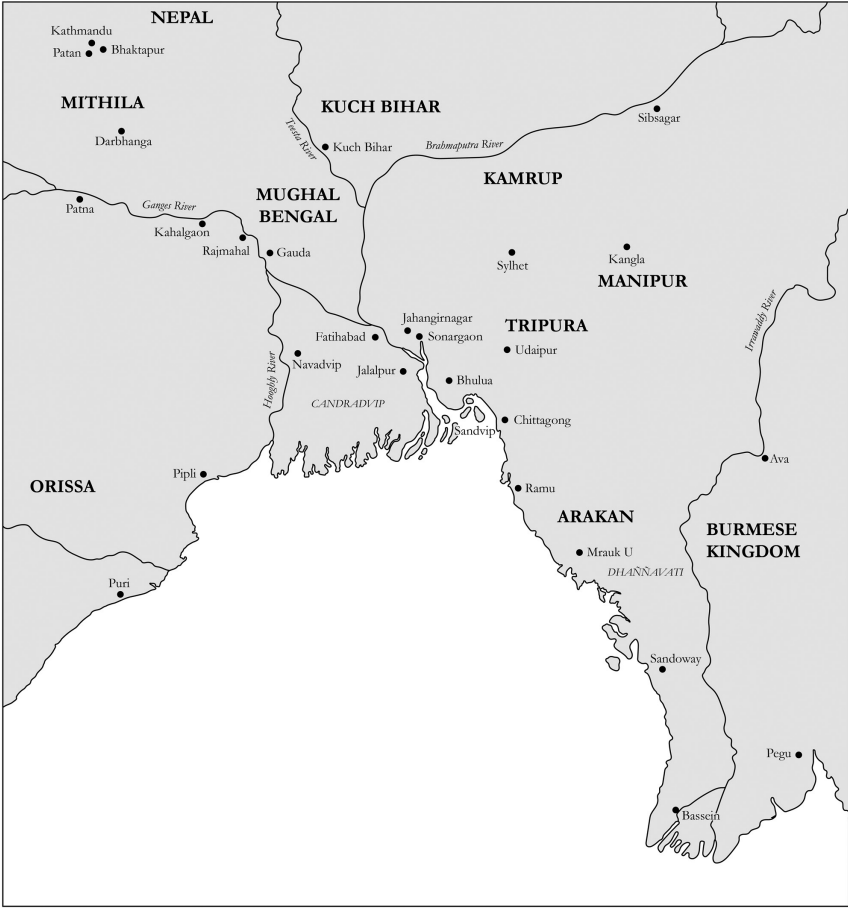 NEPAL
Kathmandu
Patan
Bhaktapur
MITHILA
Darbhanga
KUCH BIHAR
Teesta River
Kuch Bihar
Brahmaputra River
Sibsagar
KAMRUP
MUGHAL
BENGAL
Patna
Ganges River
Kahalgaon
Rajmahal
Gauda
Sylhet
Kangla
MANIPUR
Irrawaddy River
Jahangirnagar
Fatihabad
Sonargaon
TRIPURA
Udaipur
Hooghly River
Navadvip
Jalalpur
Bhulua
CANDRADVIP
Sandvip
Chittagong
Ava
Pipli
ORISSA
Ramu
ARAKAN
BURMESE
KINGDOM
Mrauk U
DHAÑÑAVATI
Puri
Sandoway
Pegu
Bassein